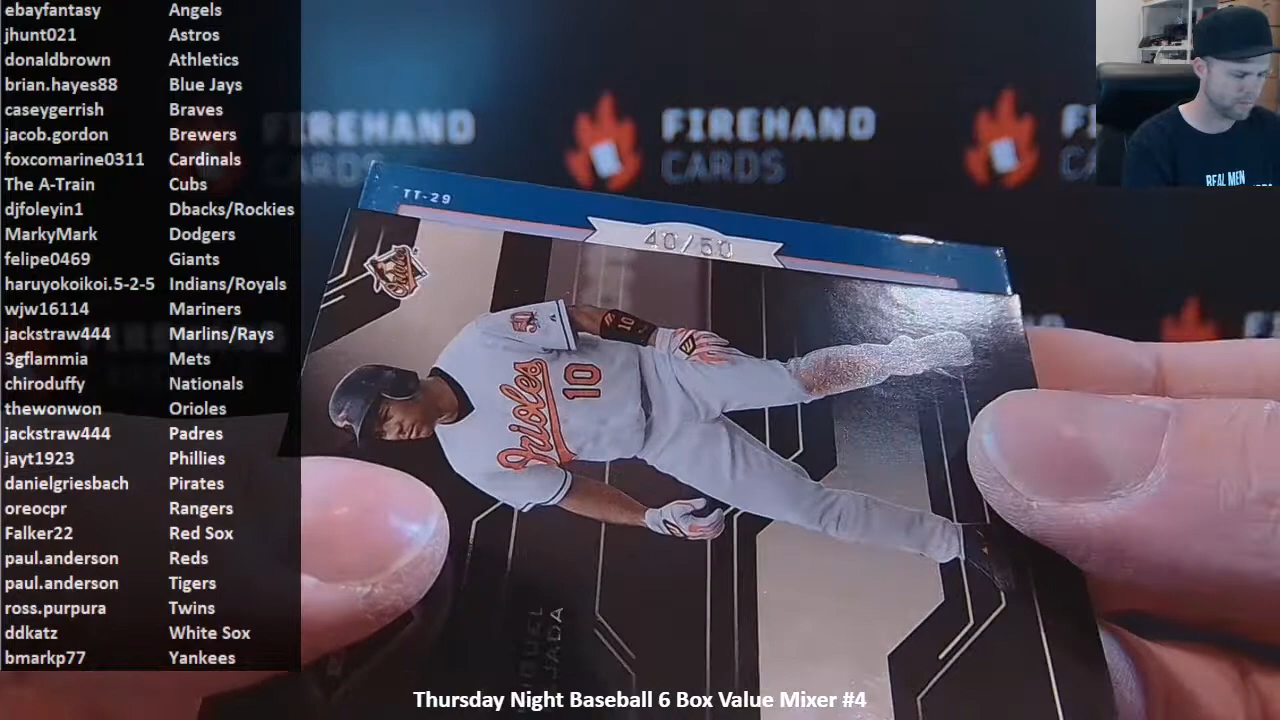 ebayfantasy Angels
jhunt021 Astros
donaldbrown Athletics
brian.hayes88 Blue Jays
caseygerrish Braves
jacob.gordon Brewers
foxcomarine0311 Cardinals
The A-Train Cubs
djfoleyin1 Dbacks/Rockies
MarkyMark Dodgers
felipe0469 Giants
haruyokoikoi.5-2-5 Indians/Royals
wjw16114 Mariners
jackstraw444 Marlins/Rays
3gflammia Mets
chiroduffy Nationals
thewonwon Orioles
jackstraw444 Padres
jayt1923 Phillies
danielgriesbach Pirates
oreocpr Rangers
Falker22 Red Sox
paul.anderson Reds
paul.anderson Tigers
ross.purpura Twins
ddkatz White Sox
bmarkp77 Yankees
FIREHAND
CARDS
FIREHAND
CARDS
REAL MEN
TT-29
40/50
Orioles
10
Orioles
10
Thursday Night Baseball 6 Box Value Mixer #4